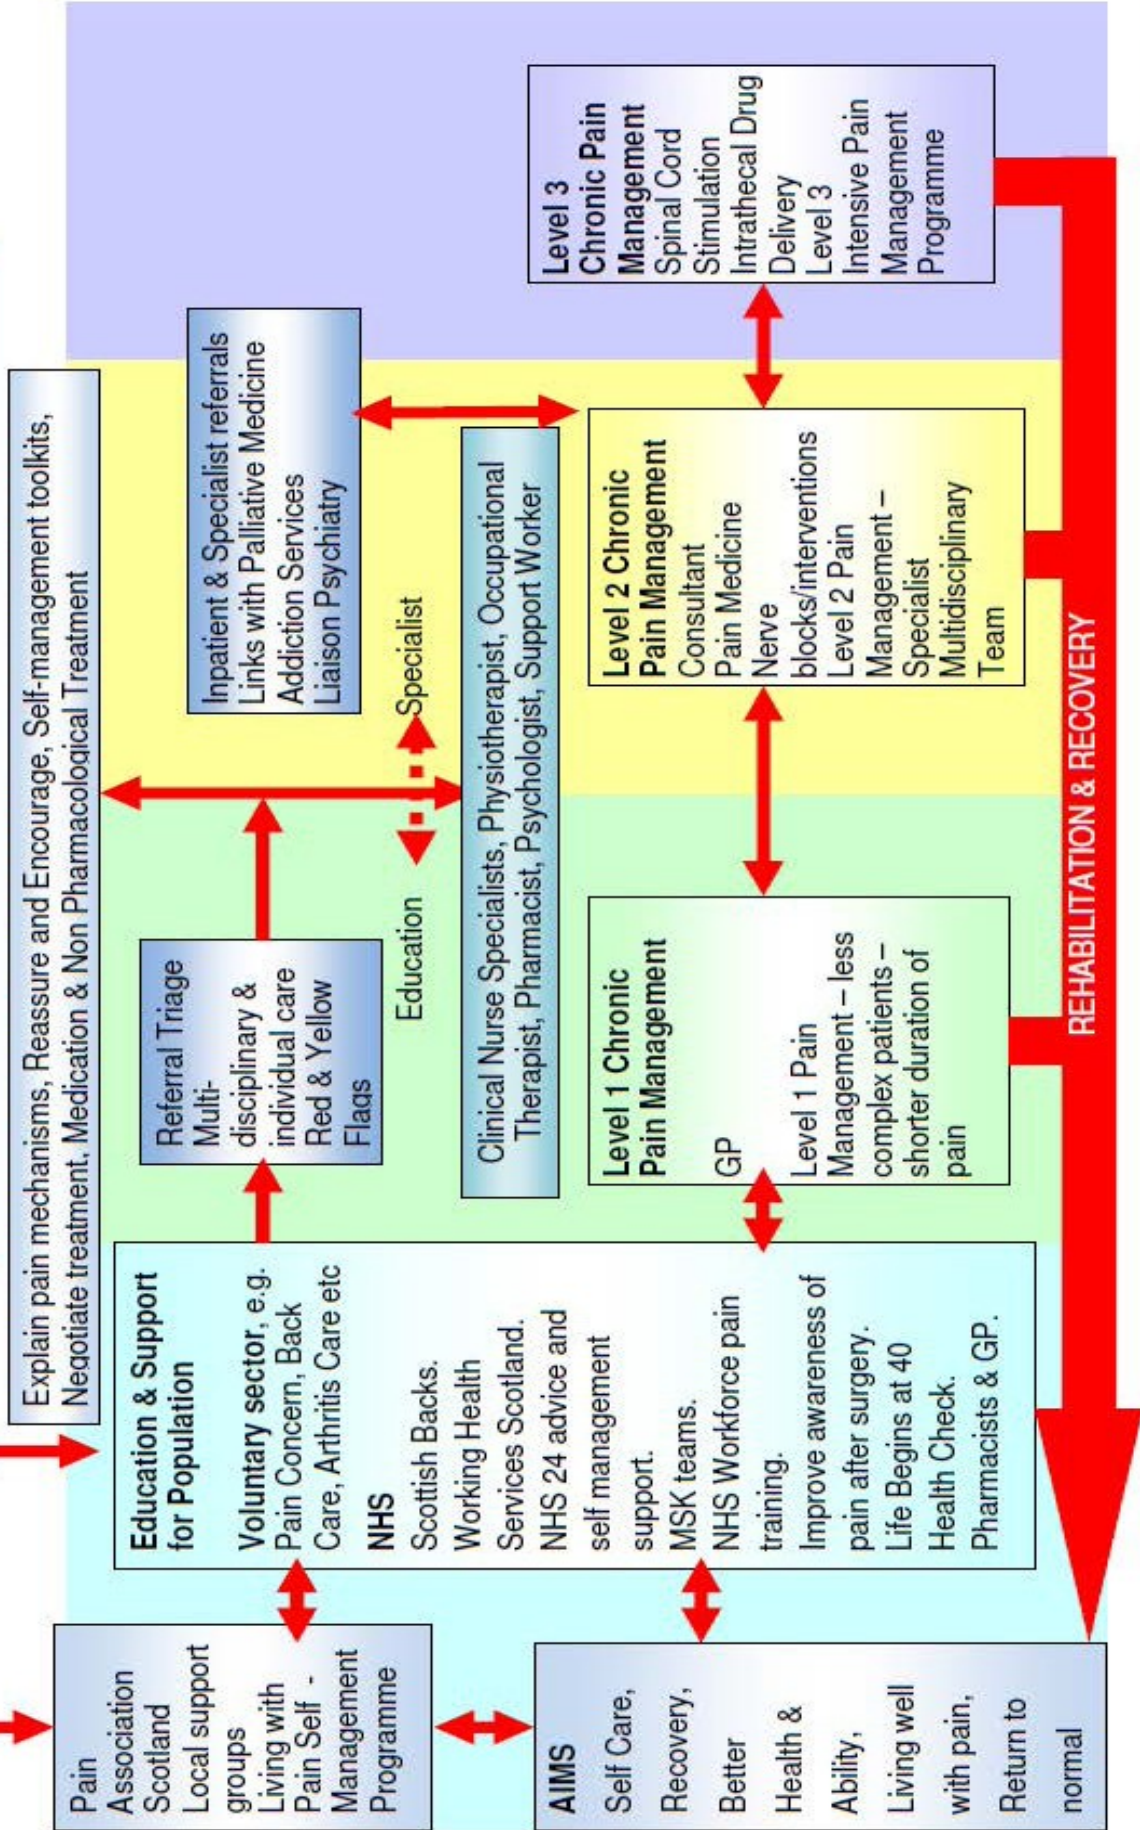 Explain pain mechanisms, Reassure and Encourage, Self-management toolkits,
Negotiate treatment, Medication & Non Pharmacological Treatment
Pain
Association
Scotland
Local support
groups
Living with
Pain Self -
Management
Programme
AIMS
Self Care,
Recovery,
Better
Health &
Ability,
Living well
with pain,
Return to
normal
Education & Support
for Population
Voluntary sector, e.g.
Pain Concern, Back
Care, Arthritis Care etc
NHS
Scottish Backs.
Working Health
Services Scotland.
NHS 24 advice and
self management
support.
MSK teams.
NHS Workforce pain
training.
Improve awareness of
pain after surgery.
Life Begins at 40
Health Check.
Pharmacists & GP.
Referral Triage
Multi-
disciplinary &
individual care
Red & Yellow
Flags
Inpatient & Specialist referrals
Links with Palliative Medicine
Addiction Services
Liaison Psychiatry
Education
Specialist
Clinical Nurse Specialists, Physiotherapist, Occupational
Therapist, Pharmacist, Psychologist, Support Worker
Level 1 Chronic
Pain Management
GP
Level 1 Pain
Management – less
complex patients –
shorter duration of
pain
Level 2 Chronic
Pain Management
Consultant
Pain Medicine
Nerve
blocks/interventions
Level 2 Pain
Management –
Specialist
Multidisciplinary
Team
Level 3
Chronic Pain
Management
Spinal Cord
Stimulation
Intrathecal Drug
Delivery
Level 3
Intensive Pain
Management
Programme
REHABILITATION & RECOVERY